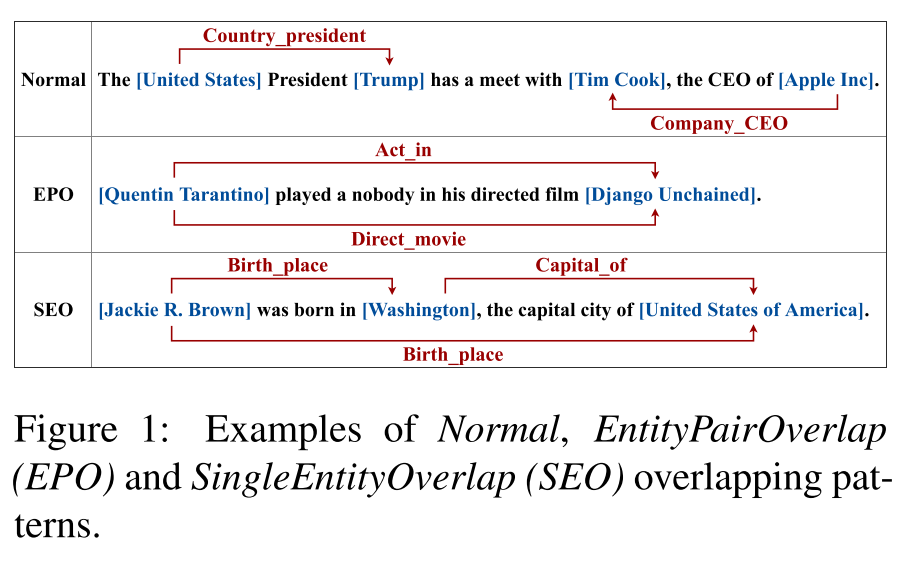 Country_president
Normal The [United States] President [Trump] has a meet with [Tim Cook], the CEO of [Apple Inc].
Company_CEO
Act_in
EPO [Quentin Tarantino] played a nobody in his directed film [Django Unchained].
Direct_movie
Birth_place Capital_of
SEO [Jackie R. Brown] was born in [Washington], the capital city of [United States of America].
Birth_place
Figure 1: Examples of Normal, EntityPairOverlap
(EPO) and SingleEntityOverlap (SEO) overlapping pat-
terns.